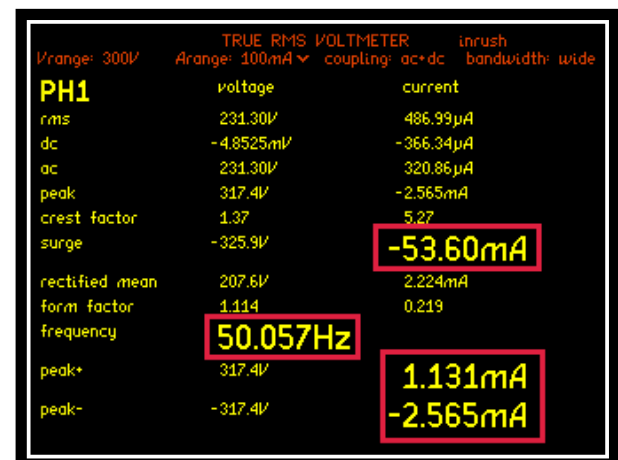 TRUE RMS VOLTMETER inrush
Vrange: 300V Arange: 100mA coupling: ac+dc bandwidth: wide
PH1 voltage current
rms 231.30V 486.99µA
dc -4.8525mV -366.34µA
ac 231.30V 320.86µA
peak 317.4V -2.565mA
crest factor 1.37 5.27
surge -325.9V -53.60mA
rectified mean 207.6V 2.224mA
form factor 1.114 0.219
frequency 50.057Hz
peak+ 317.4V 1.131mA
peak- -317.4V -2.565mA